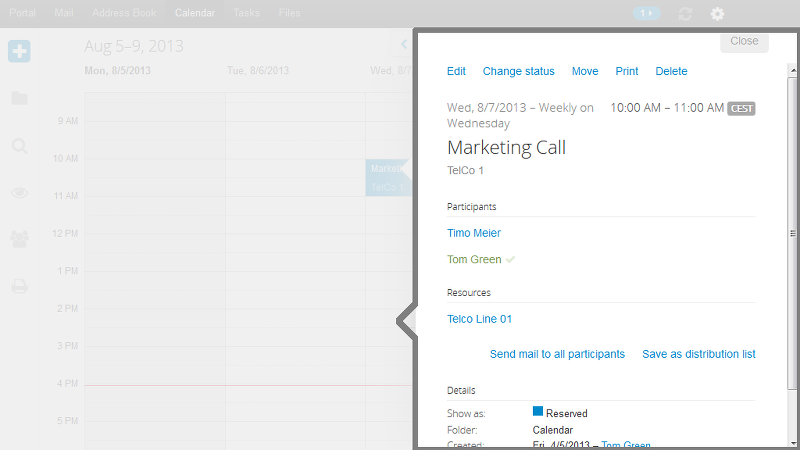 Portal Mail Address Book Calendar Tasks Files 1
Aug 5–9, 2013
Mon, 8/5/2013 Tue, 8/6/2013 Wed, 8/7
9 AM
10 AM
11 AM
12 PM
1 PM
2 PM
3 PM
4 PM
5 PM
Market
TelCo 1
Close
Edit Change status Move Print Delete
Wed, 8/7/2013 – Weekly on
Wednesday
10:00 AM – 11:00 AM CEST
Marketing Call
TelCo 1
Participants
Timo Meier
Tom Green
Resources
Telco Line 01
Send mail to all participants Save as distribution list
Details
Show as: Reserved
Folder: Calendar
Created: Fri, 4/5/2013 – Tom Green